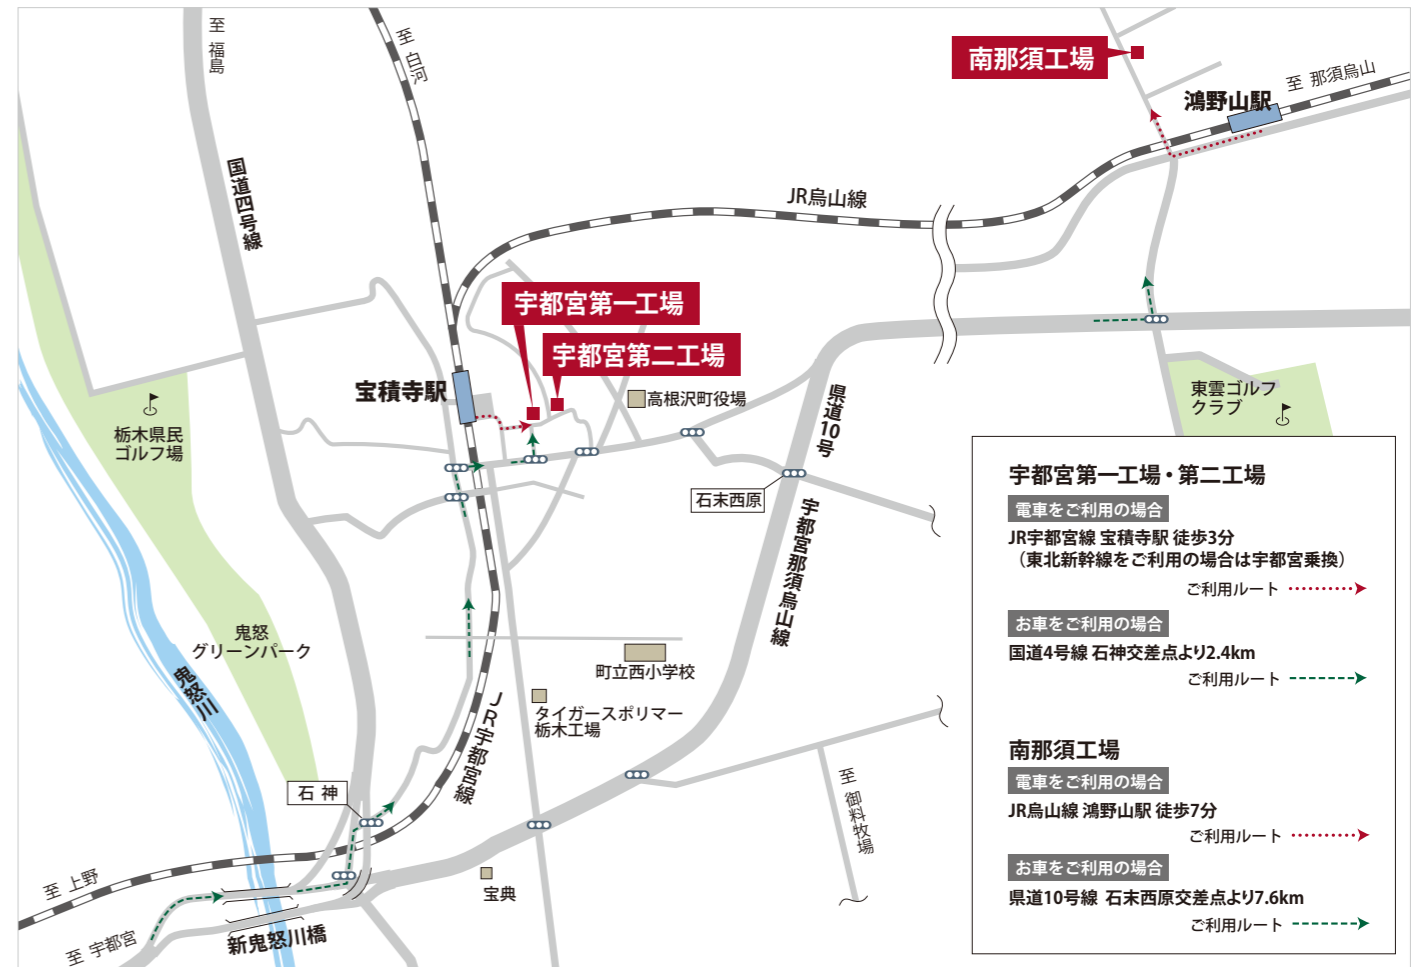 至 福島
至 白河
南那須工場
至 那須烏山
鴻野山駅
国道四号線
JR烏山線
宇都宮第一工場
宇都宮第二工場
宝積寺駅
高根沢町役場
県道10号
東雲ゴルフ
クラブ
栃木県民
ゴルフ場
石末西原
宇都宮那須烏山線
鬼怒
グリーンパーク
鬼怒川
町立西小学校
タイガースポリマー
栃木工場
JR宇都宮線
石神
至 御料牧場
至 上野
宝典
至 宇都宮
新鬼怒川橋
宇都宮第一工場・第二工場
電車をご利用の場合
JR宇都宮線 宝積寺駅 徒歩3分
（東北新幹線をご利用の場合は宇都宮乗換）
ご利用ルート
お車をご利用の場合
国道4号線 石神交差点より2.4km
ご利用ルート
南那須工場
電車をご利用の場合
JR烏山線 鴻野山駅 徒歩7分
ご利用ルート
お車をご利用の場合
県道10号線 石末西原交差点より7.6km
ご利用ルート